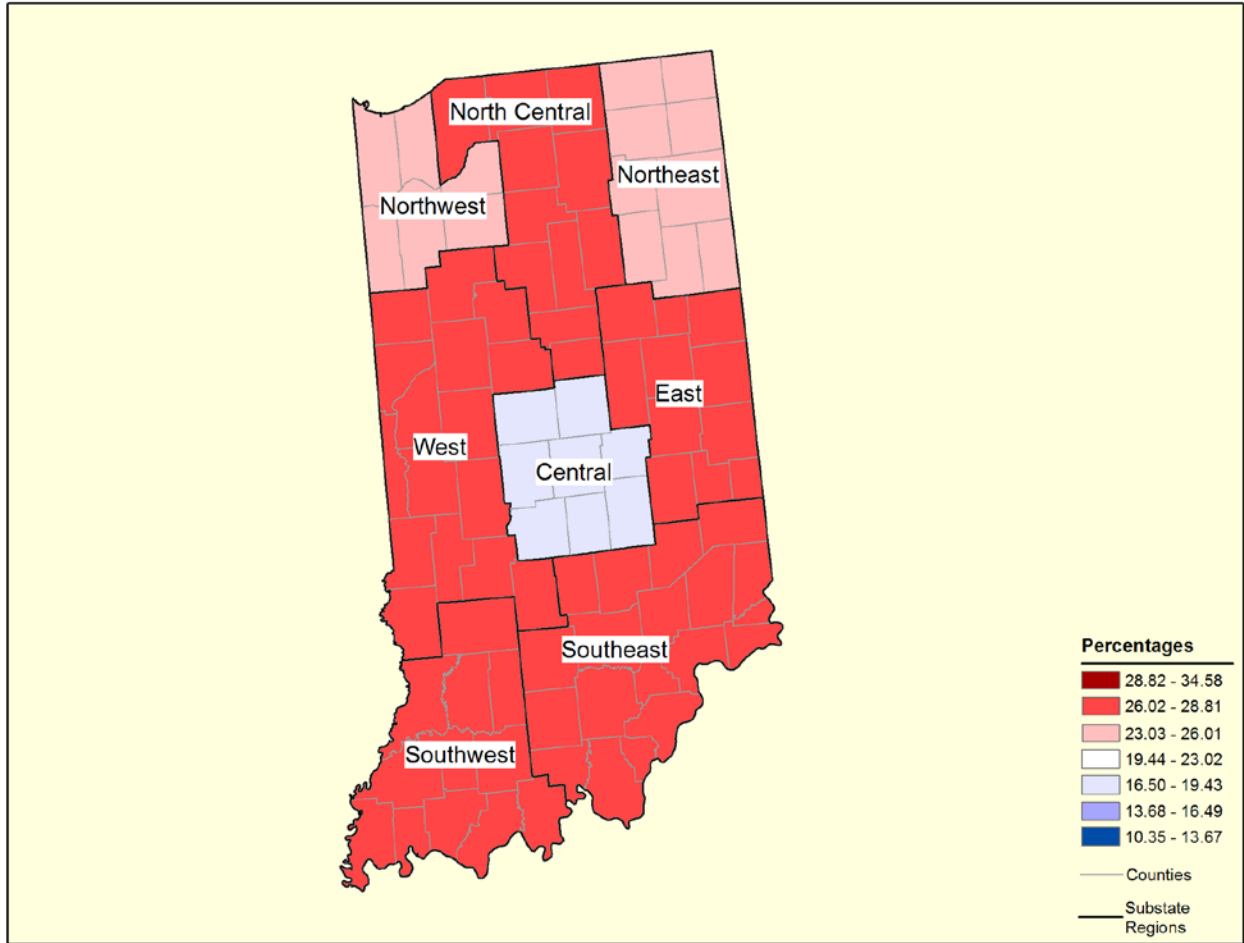 North Central
Northeast
Northwest
East
West
Central
Southeast
Southwest
Percentages
28.82 - 34.58
26.02 - 28.81
23.03 - 26.01
19.44 - 23.02
16.50 - 19.43
13.68 - 16.49
10.35 - 13.67
Counties
Substate
Regions